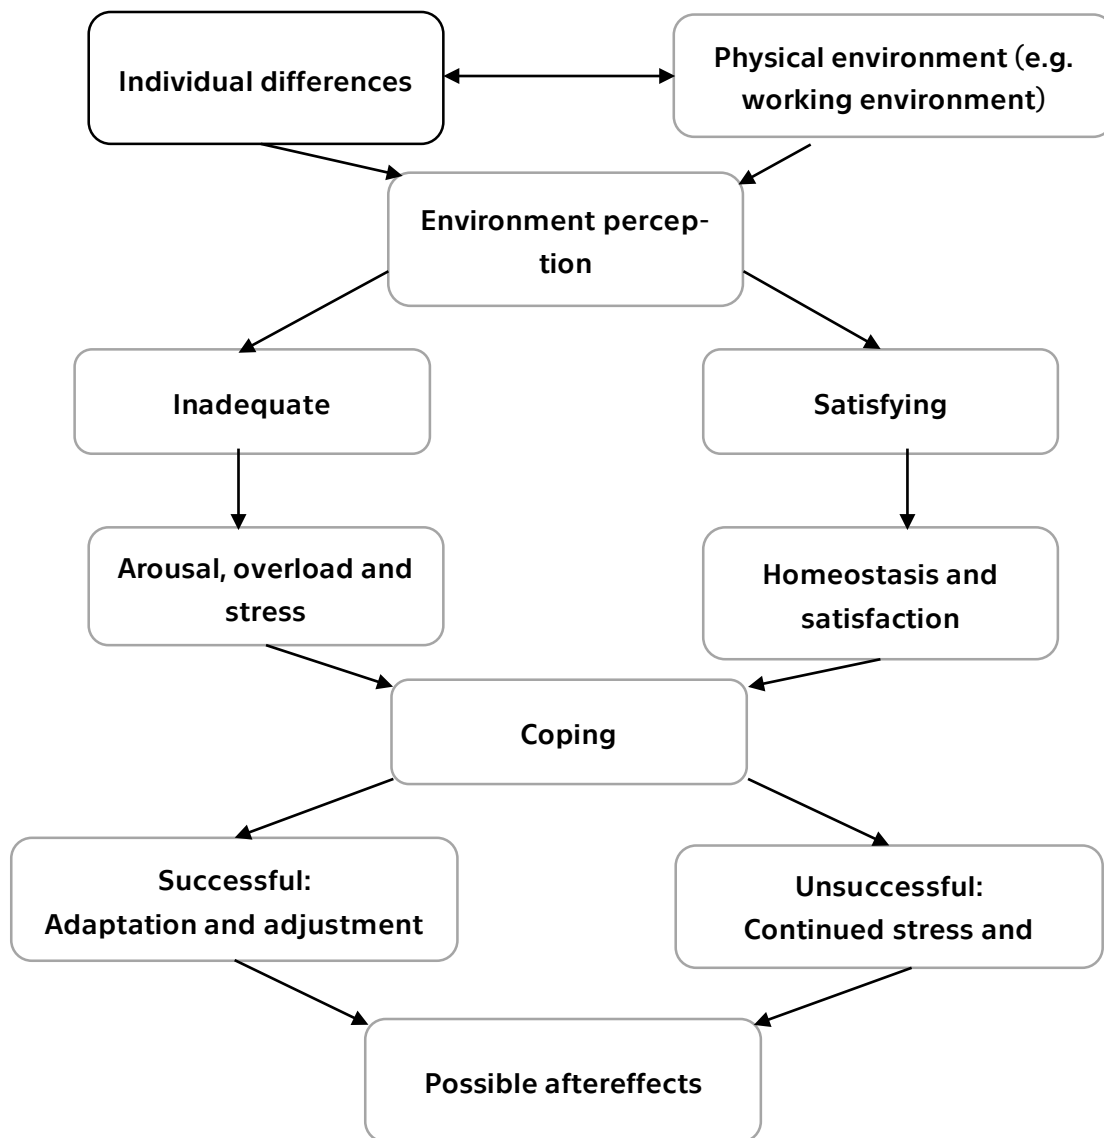 Individual differences
Physical environment (e.g.
working environment)
Environment percep-
tion
Inadequate
Satisfying
Arousal, overload and
stress
Homeostasis and
satisfaction
Coping
Successful:
Adaptation and adjustment
Unsuccessful:
Continued stress and
Possible aftereffects